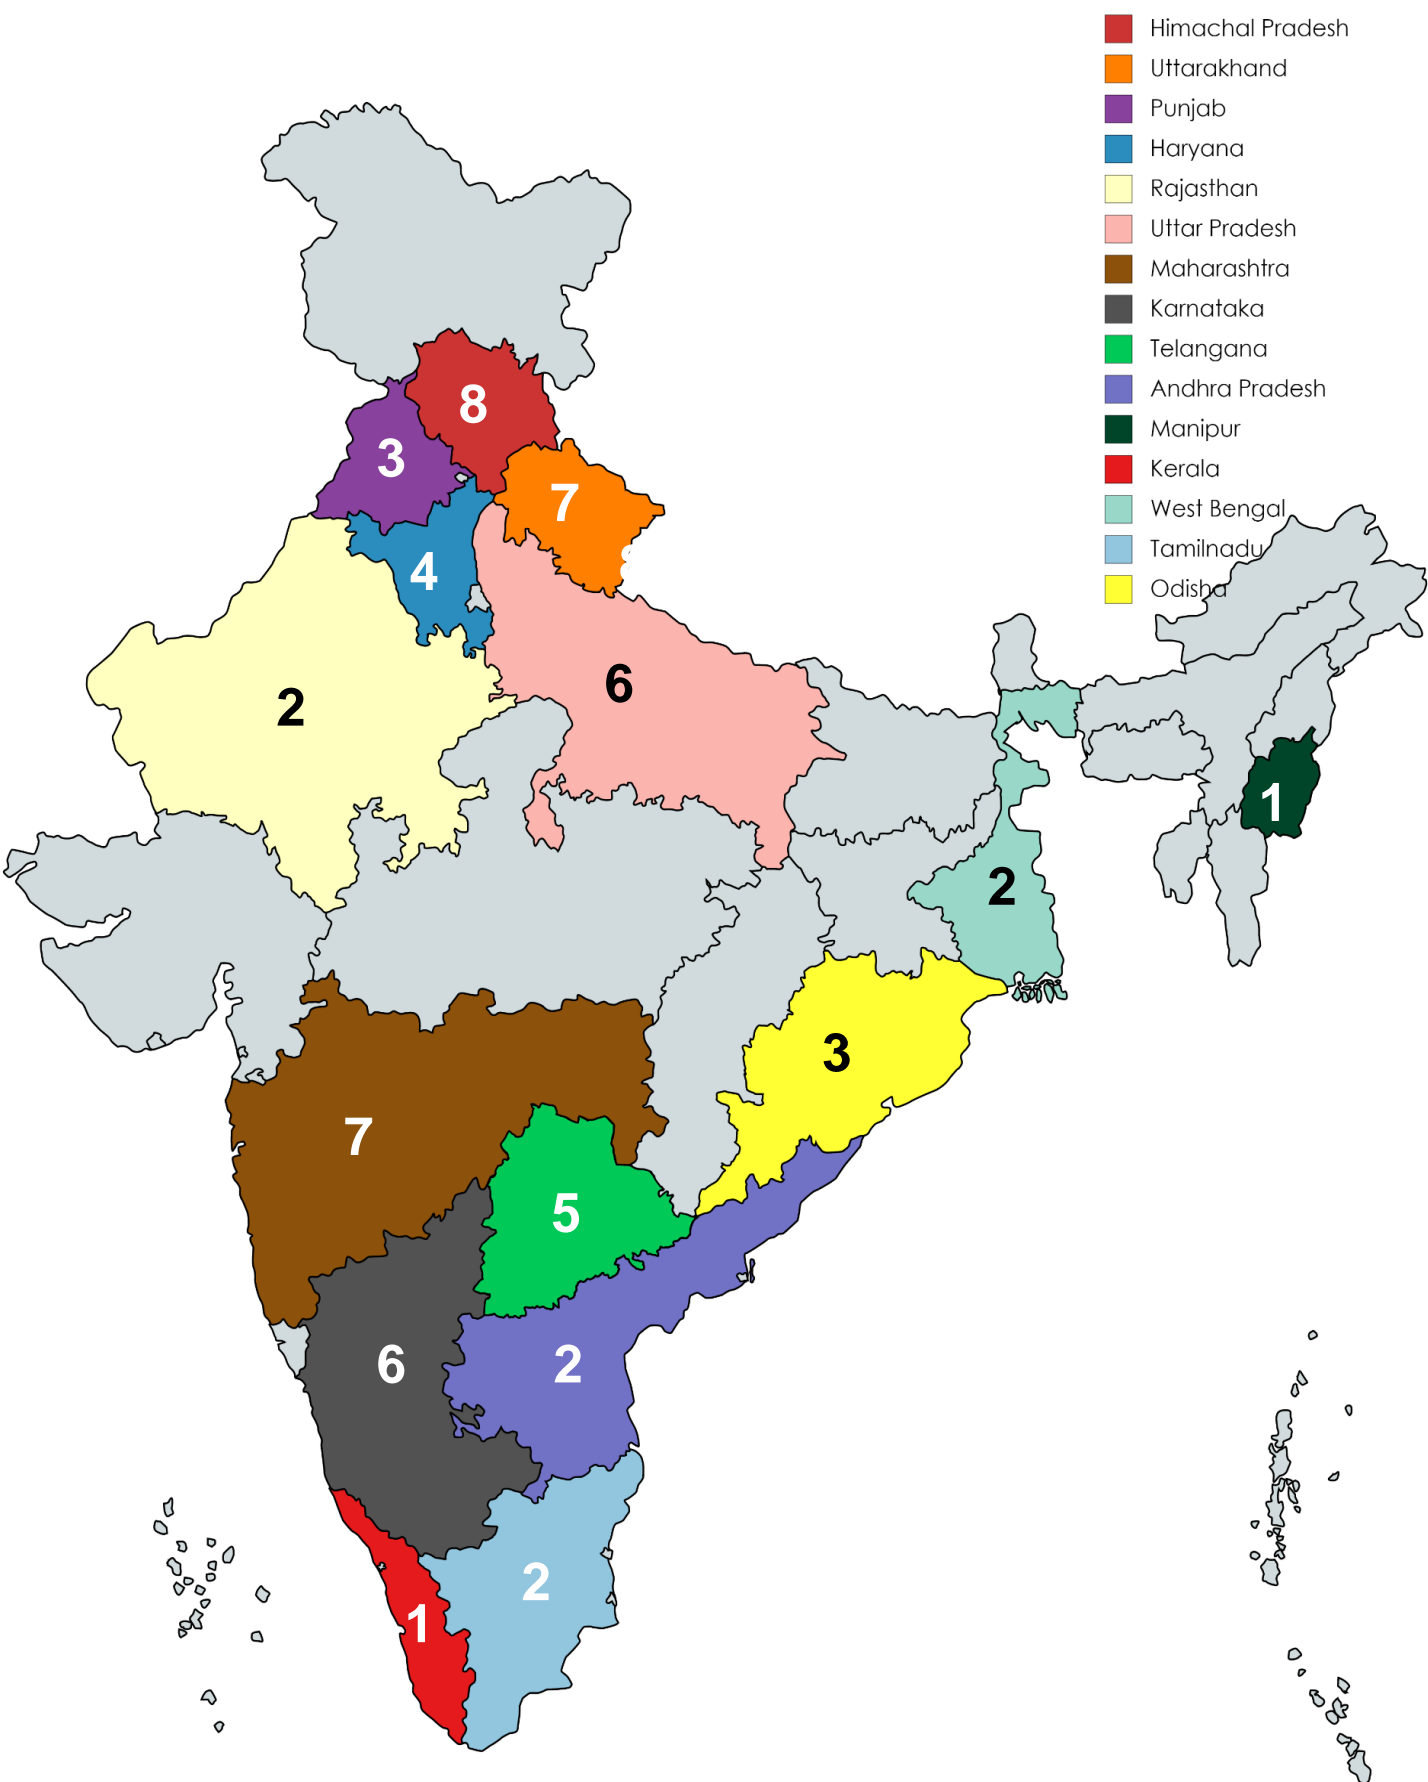 Himachal Pradesh
Uttarakhand
Punjab
Haryana
Rajasthan
Uttar Pradesh
Maharashtra
Karnataka
Telangana
Andhra Pradesh
Manipur
Kerala
West Bengal
Tamilnadu
Odisha
8
3
7
4
6
2
1
2
3
7
5
6
2
2
1